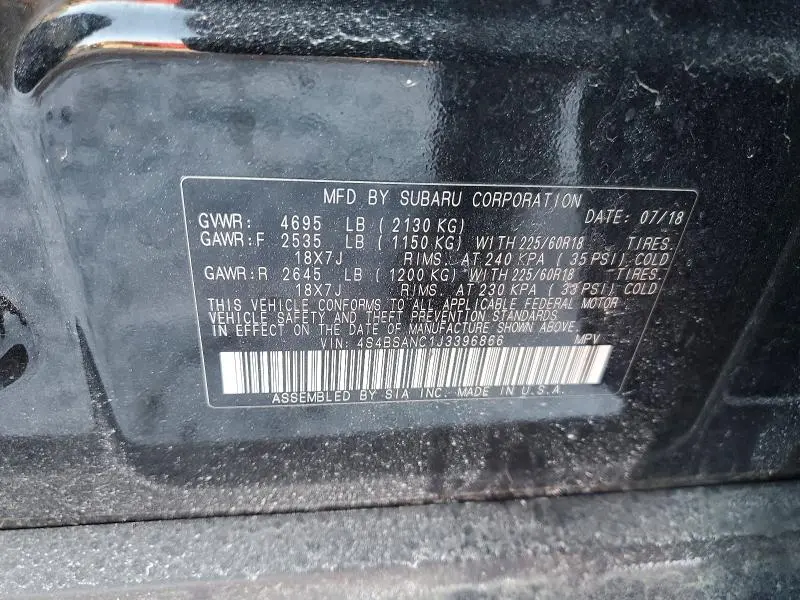 MFD BY SUBARU CORPORATION
GVWR: 4695 LB ( 2130 KG) DATE: 07/18
GAWR:F 2535 LB ( 1150 KG) WITH 225/60R18 TIRES.
18X7J RIMS. AT 240 KPA ( 35 PSI) COLD
GAWR:R 2645 LB ( 1200 KG) WITH 225/60R18 TIRES.
18X7J RIMS. AT 230 KPA ( 33 PSI) COLD
THIS VEHICLE CONFORMS TO ALL APPLICABLE FEDERAL MOTOR
VEHICLE SAFETY AND THEFT PREVENTION STANDARDS
IN EFFECT ON THE DATE OF MANUFACTURE SHOWN ABOVE.
VIN: 4S4BSANC1J3396866 MPV
ASSEMBLED BY SIA INC. MADE IN U.S.A.